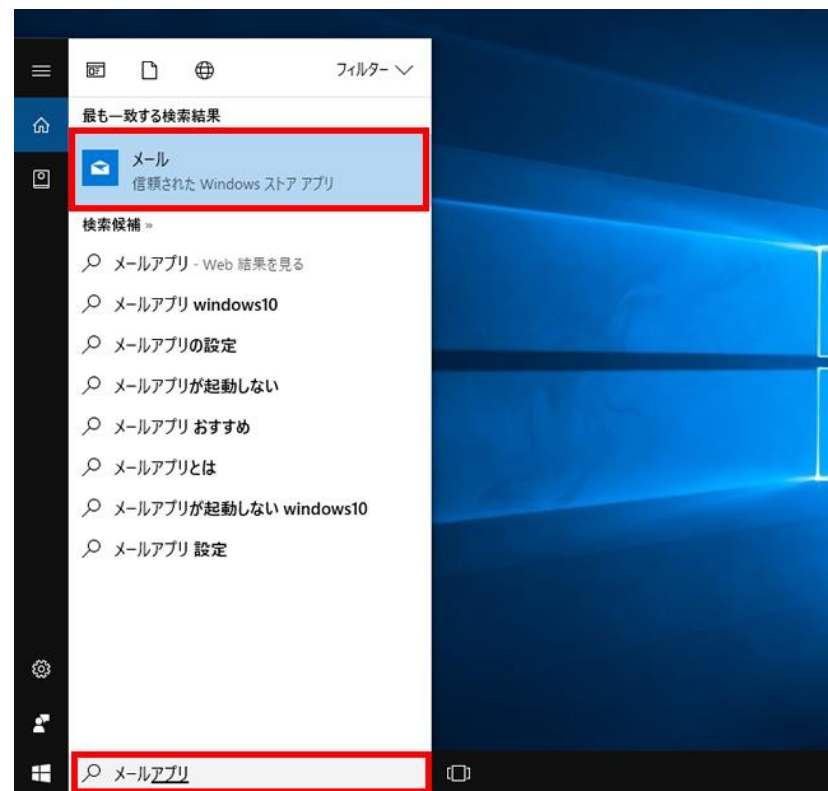 フィルター
最も一致する検索結果
メール
信頼された Windows ストア アプリ
検索候補 »
メールアプリ - Web 結果を見る
メールアプリ windows10
メールアプリの設定
メールアプリが起動しない
メールアプリ おすすめ
メールアプリとは
メールアプリが起動しない windows10
メールアプリ 設定
メールアプリ